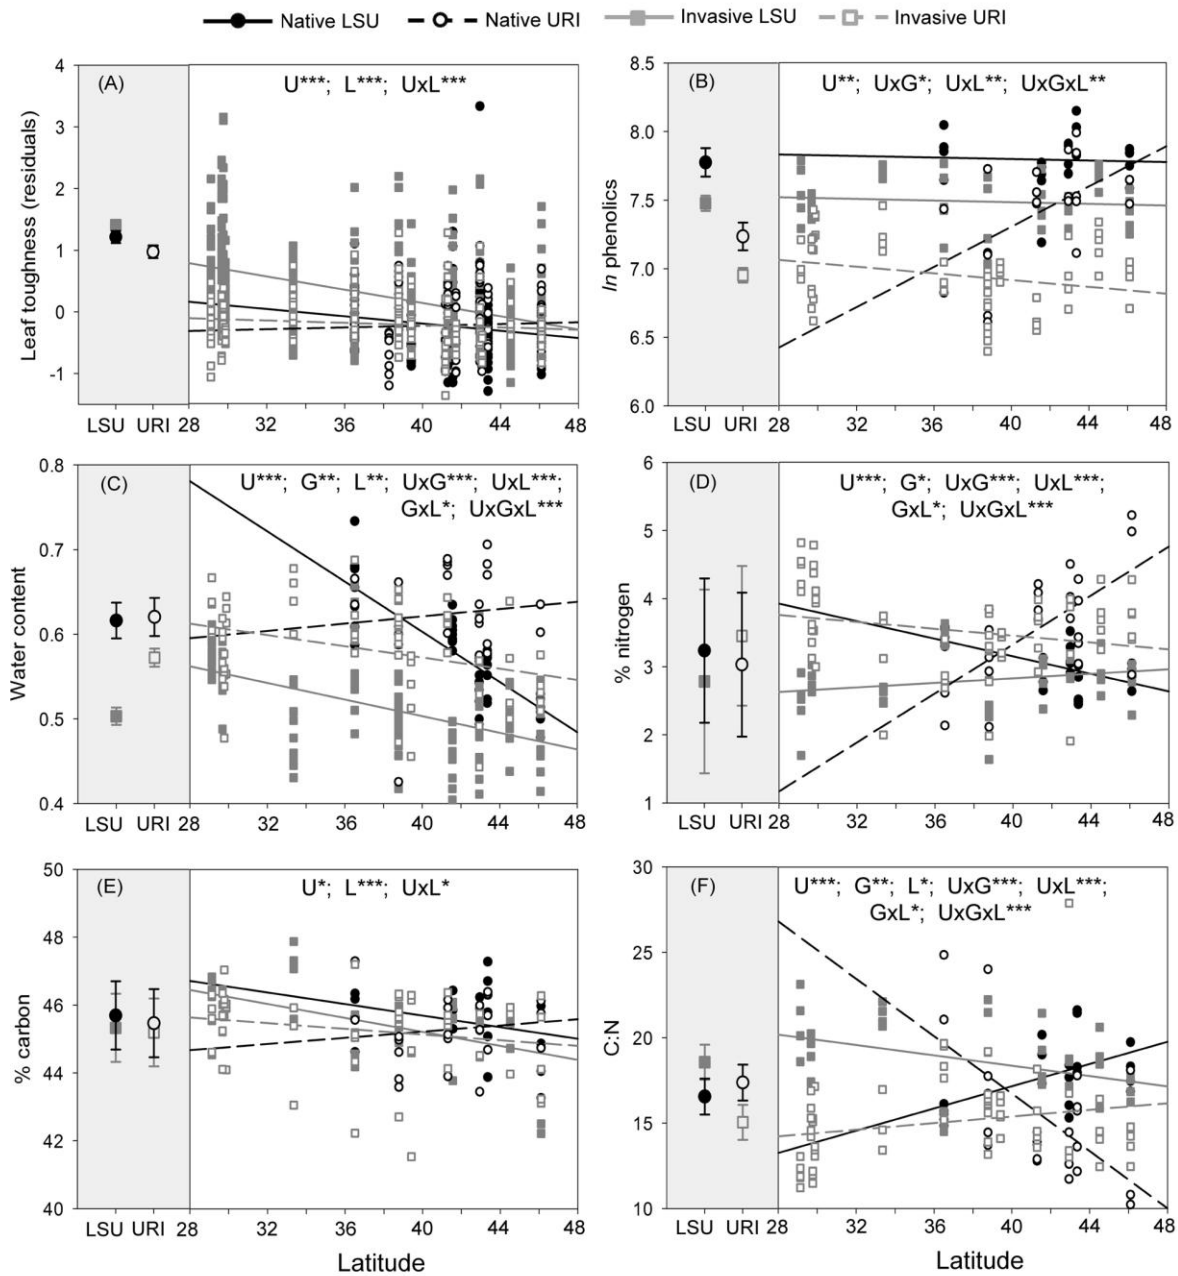 Native LSU Native URI Invasive LSU Invasive URI
(A) U***; L***; UxL***
Leaf toughness (residuals)
4
3
2
1
0
-1
LSU URI 28 32 36 40 44 48
(B) U**; UxG*; UxL**; UxGxL**
ln phenolics
8.5
8.0
7.5
7.0
6.5
6.0
LSU URI 28 32 36 40 44 48
(C) U***; G**; L**; UxG***; UxL***;
GxL*; UxGxL***
Water content
0.8
0.7
0.6
0.5
0.4
LSU URI 28 32 36 40 44 48
(D) U***; G*; UxG***; UxL***;
GxL*; UxGxL***
% nitrogen
6
5
4
3
2
1
LSU URI 28 32 36 40 44 48
(E) U*; L***; UxL*
% carbon
50
48
46
44
42
40
LSU URI 28 32 36 40 44 48
Latitude
(F) U***; G**; L*; UxG***; UxL***;
GxL*; UxGxL***
C:N
30
25
20
15
10
LSU URI 28 32 36 40 44 48
Latitude